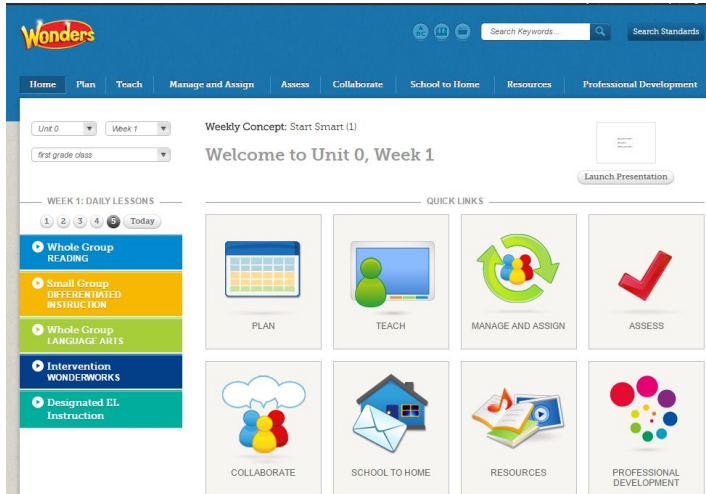 Wonders
Search Keywords...
Search Standards
Home Plan Teach Manage and Assign Assess Collaborate School to Home Resources Professional Development
Unit 0 Week 1
first grade class
Weekly Concept: Start Smart (1)
Welcome to Unit 0, Week 1
Launch Presentation
WEEK 1: DAILY LESSONS
1 2 3 4 5 Today
Whole Group
READING
Small Group
DIFFERENTIATED
INSTRUCTION
Whole Group
LANGUAGE ARTS
Intervention
WONDERWORKS
Designated EL
Instruction
QUICK LINKS
PLAN
TEACH
MANAGE AND ASSIGN
ASSESS
COLLABORATE
SCHOOL TO HOME
RESOURCES
PROFESSIONAL
DEVELOPMENT